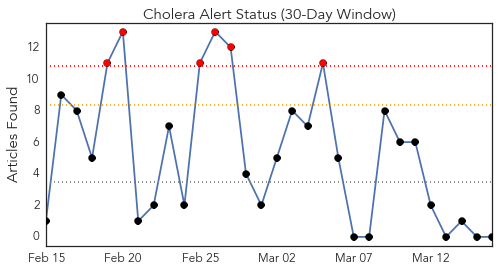 Cholera Alert Status (30-Day Window)
Articles Found
12
10
8
6
4
2
0
Feb 15 Feb 20 Feb 25 Mar 02 Mar 07 Mar 12